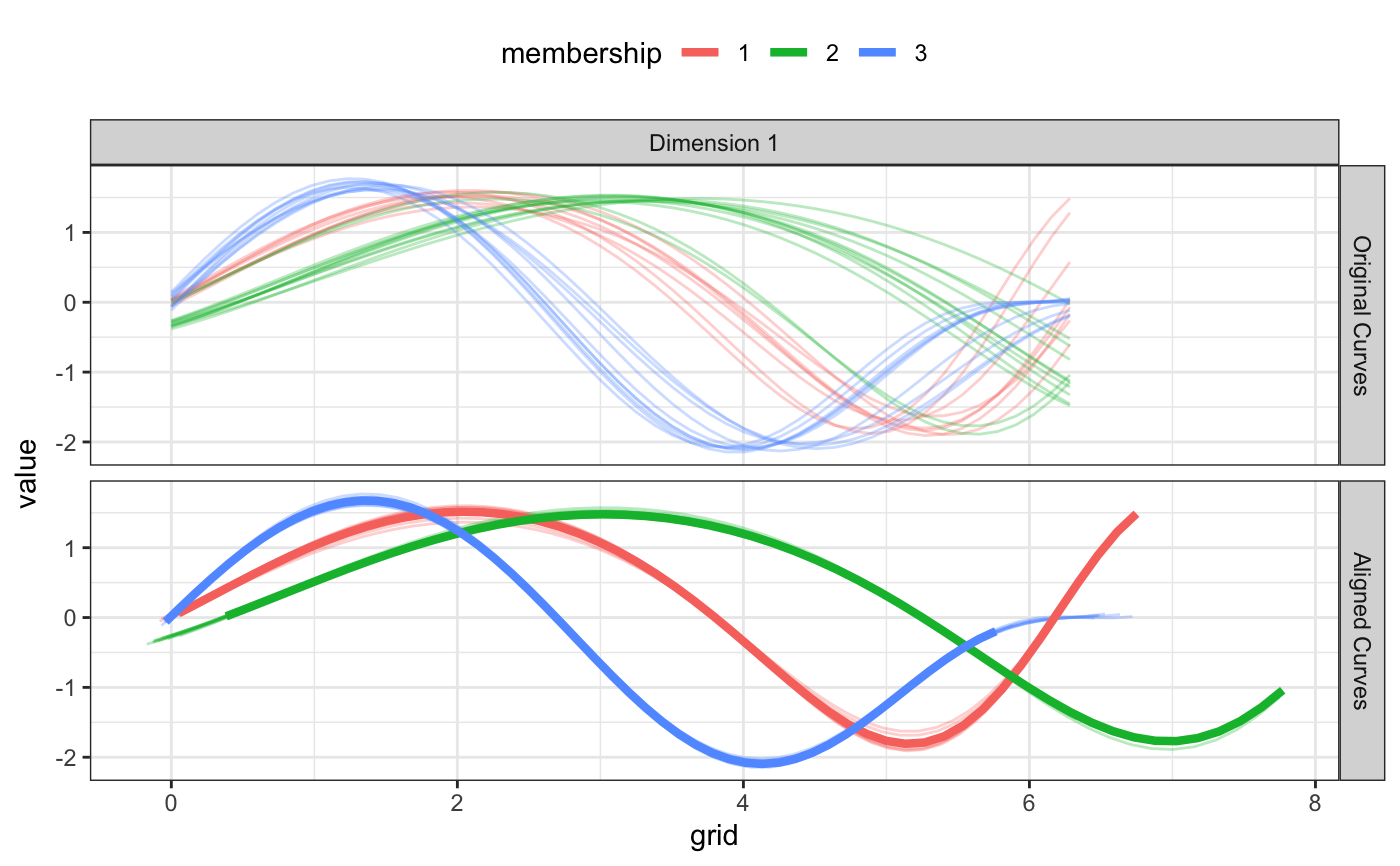 membership 1 2 3
Dimension 1
1
0
-1
-2
Original Curves
value
1
0
-1
-2
Aligned Curves
0 2 4 6 8
grid